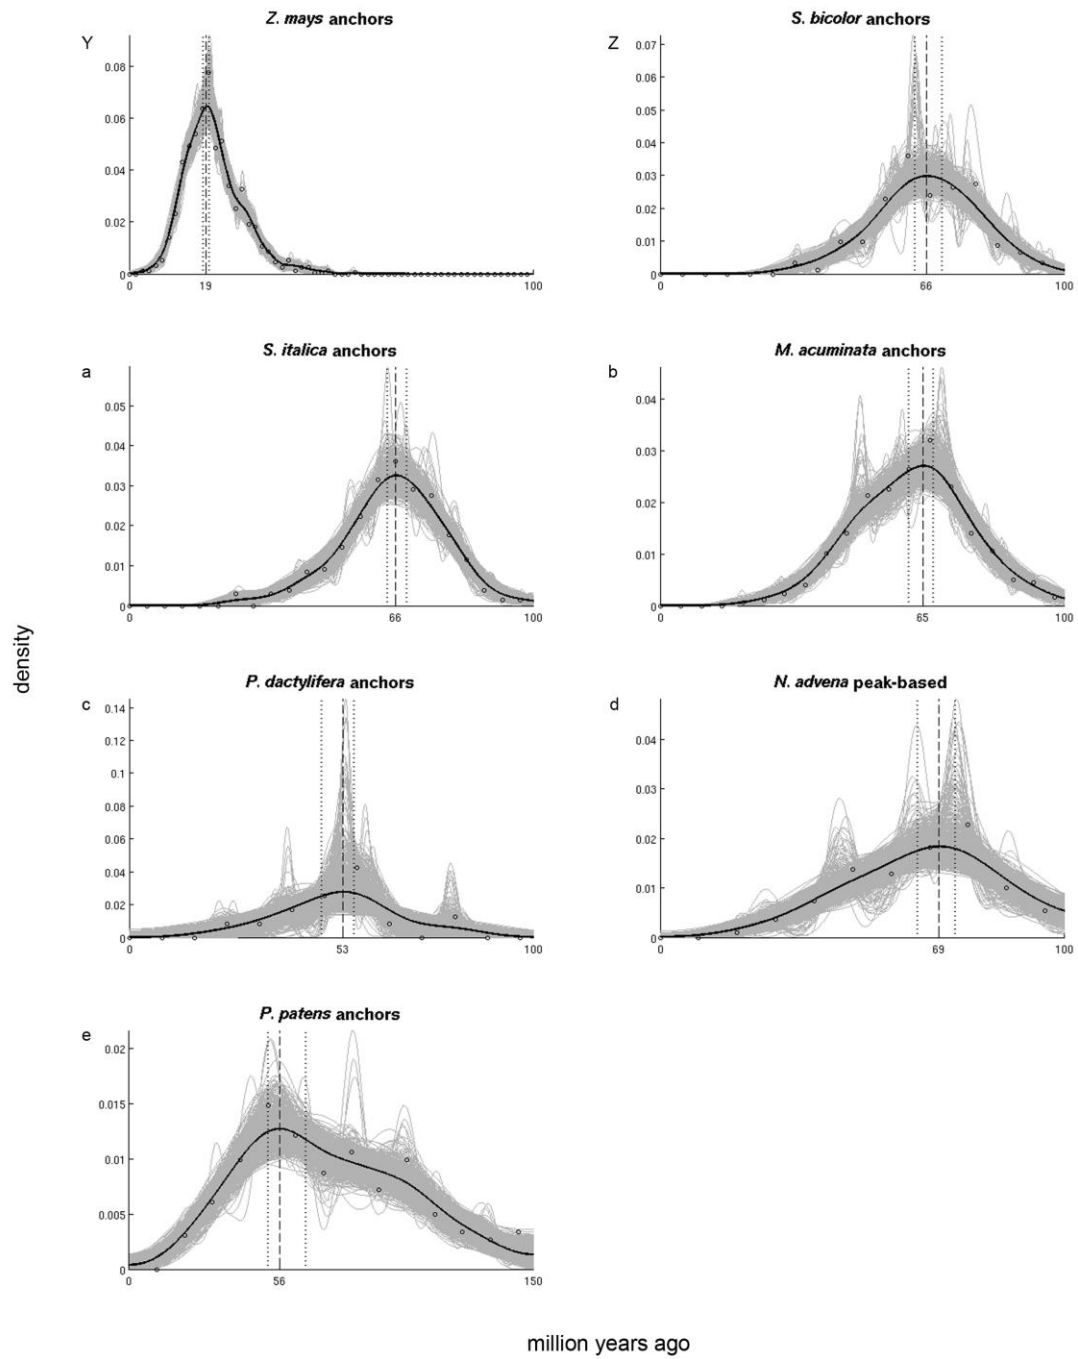 Z. mays anchors
Y
0.08
0.06
0.04
0.02
0
0 19 100
S. bicolor anchors
Z
0.07
0.06
0.05
0.04
0.03
0.02
0.01
0
0 66 100
S. italica anchors
a
0.05
0.04
0.03
0.02
0.01
0
0 66 100
M. acuminata anchors
b
0.04
0.03
0.02
0.01
0
0 65 100
P. dactylifera anchors
c
0.14
0.12
0.1
0.08
0.06
0.04
0.02
0
0 53 100
N. advena peak-based
d
0.04
0.03
0.02
0.01
0
0 69 100
P. patens anchors
e
0.02
0.015
0.01
0.005
0
0 56 150
density
million years ago